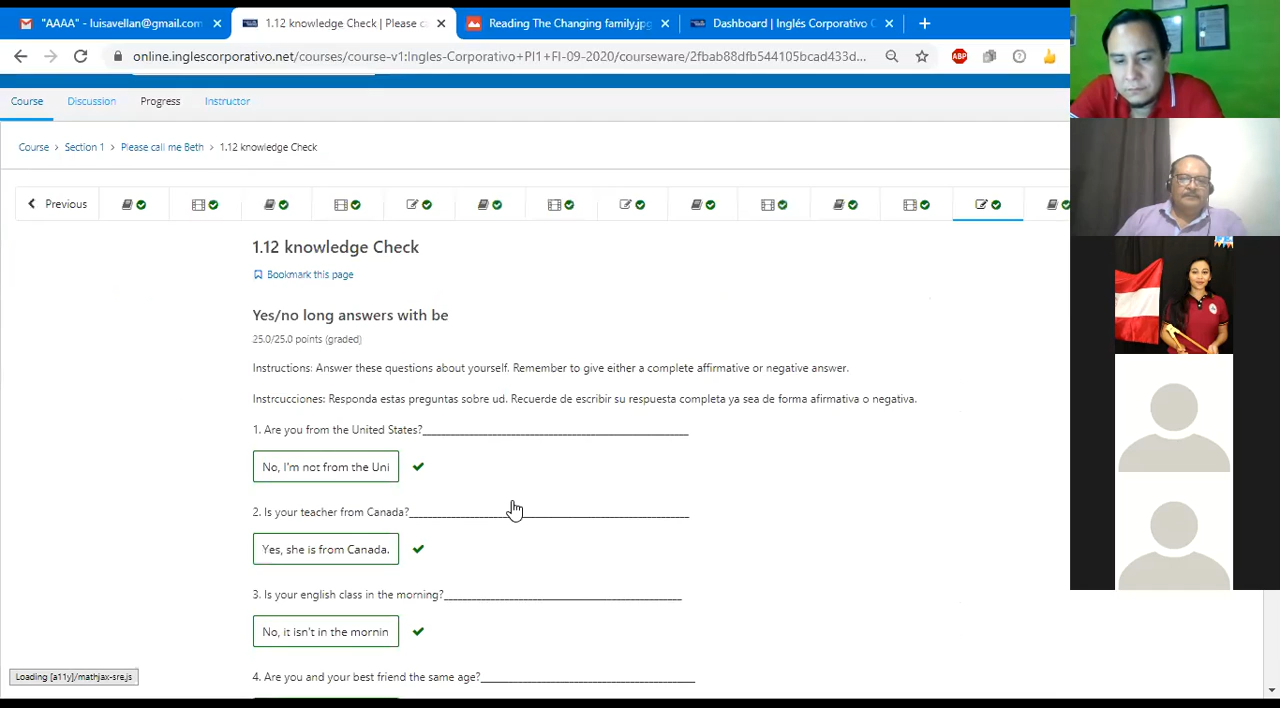 "AAAA" - luisavellan@gmail.com
1.12 knowledge Check | Please ca
Reading The Changing family.jpg
Dashboard | Inglés Corporativo C
online.inglescorporativo.net/courses/course-v1:Ingles-Corporativo+PI1+FI-09-2020/courseware/2fbab88dfb544105bcad433d...
ABP
Course
Discussion
Progress
Instructor
Course > Section 1 > Please call me Beth > 1.12 knowledge Check
Previous
1.12 knowledge Check
Bookmark this page
Yes/no long answers with be
25.0/25.0 points (graded)
Instructions: Answer these questions about yourself. Remember to give either a complete affirmative or negative answer.
Instrcucciones: Responda estas preguntas sobre ud. Recuerde de escribir su respuesta completa ya sea de forma afirmativa o negativa.
1. Are you from the United States?
No, I'm not from the Uni
2. Is your teacher from Canada?
Yes, she is from Canada.
3. Is your english class in the morning?
No, it isn't in the mornin
4. Are you and your best friend the same age?
Loading [a11y]/mathjax-sre.js